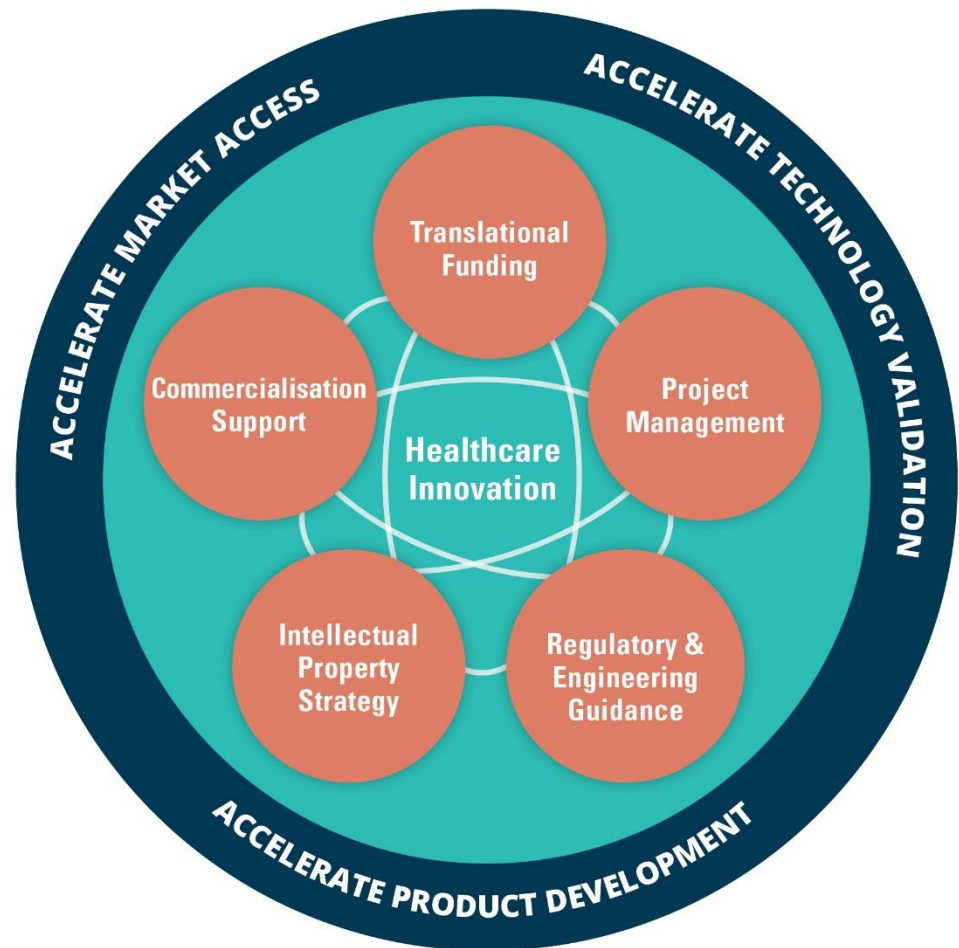 ACCELERATE MARKET ACCESS
ACCELERATE TECHNOLOGY VALIDATION
Translational
Funding
Commercialisation
Support
Project
Management
Healthcare
Innovation
Intellectual
Property
Strategy
Regulatory &
Engineering
Guidance
ACCELERATE PRODUCT DEVELOPMENT